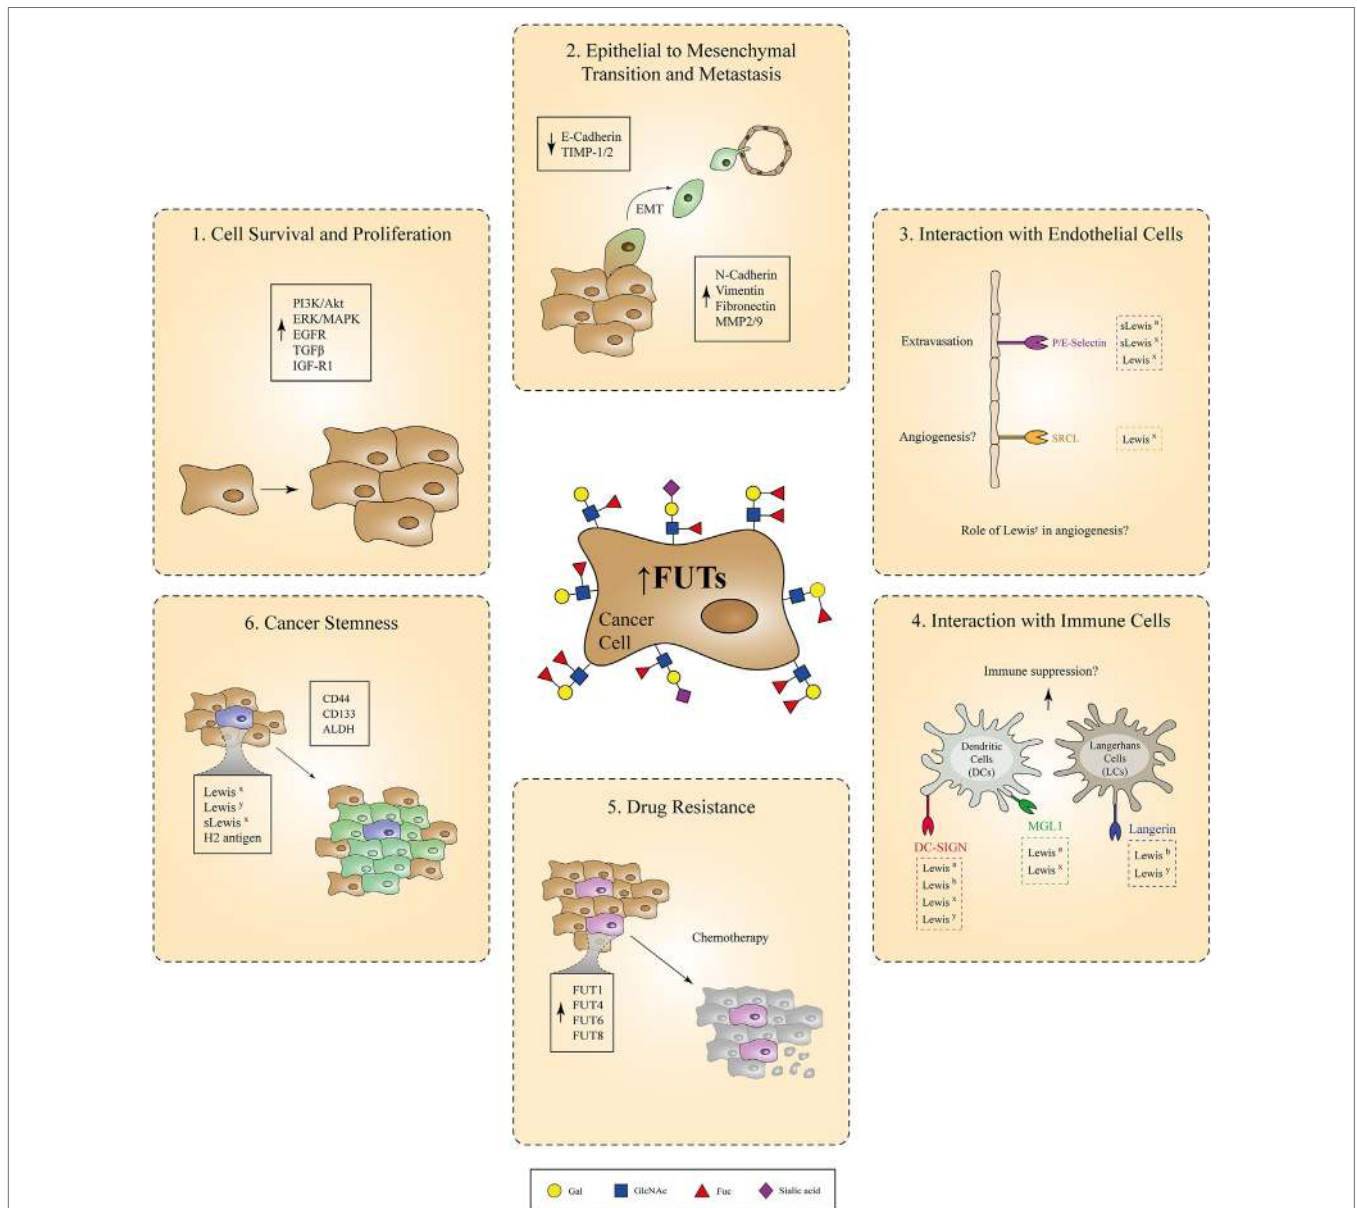 2. Epithelial to Mesenchymal
Transition and Metastasis
E-Cadherin
TIMP-1/2
EMT
N-Cadherin
Vimentin
Fibronectin
MMP2/9
1. Cell Survival and Proliferation
PI3K/Akt
ERK/MAPK
EGFR
TGFβ
IGF-R1
3. Interaction with Endothelial Cells
Extravasation
P/E-Selectin
sLewis ᵃ
sLewis ˣ
Lewis ˣ
Angiogenesis?
SRCL
Lewis ˣ
Role of Lewisʸ in angiogenesis?
↑FUTs
Cancer
Cell
6. Cancer Stemness
CD44
CD133
ALDH
Lewis ˣ
Lewis ʸ
sLewis ˣ
H2 antigen
4. Interaction with Immune Cells
Immune suppression?
Dendritic
Cells
(DCs)
Langerhans
Cells
(LCs)
DC-SIGN
Lewis ᵃ
Lewis ᵇ
Lewis ˣ
Lewis ʸ
MGL1
Lewis ᵃ
Lewis ˣ
Langerin
Lewis ᵇ
Lewis ʸ
5. Drug Resistance
Chemotherapy
FUT1
FUT4
FUT6
FUT8
Gal GlcNAc Fuc Sialic acid